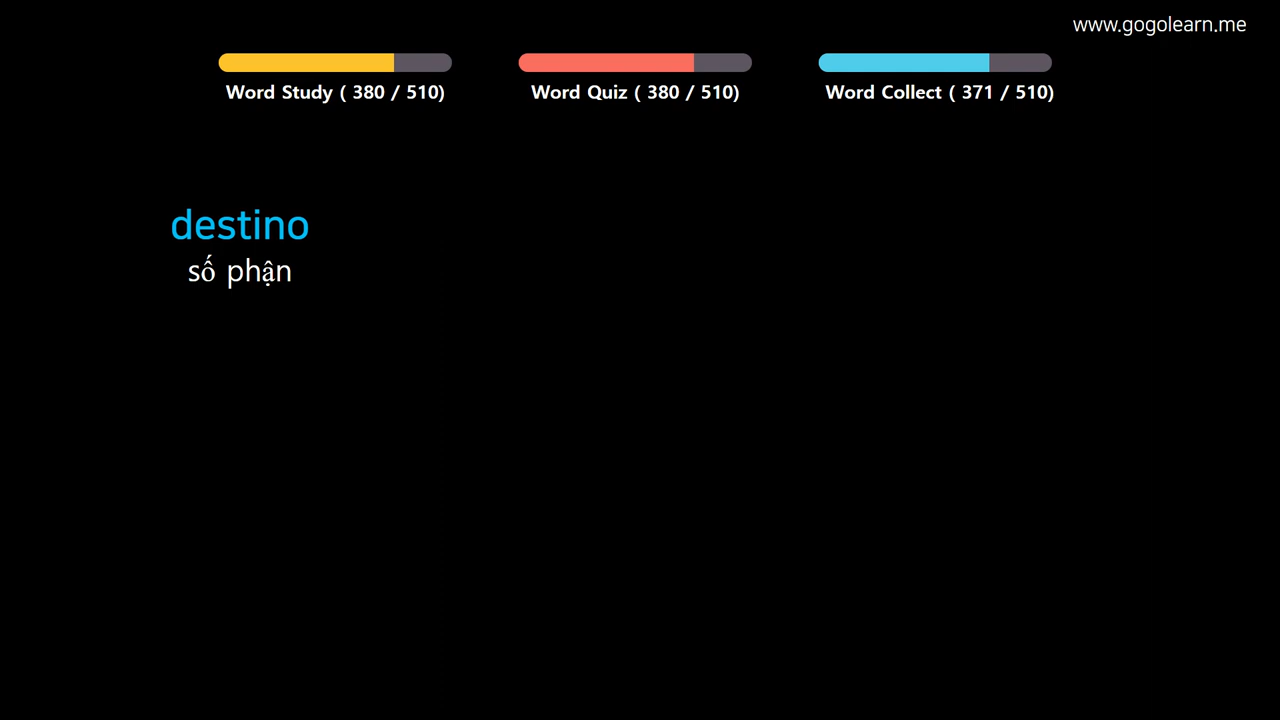 www.gogolearn.me
Word Study ( 380 / 510)
Word Quiz ( 380 / 510)
Word Collect ( 371 / 510)
destino
số phận